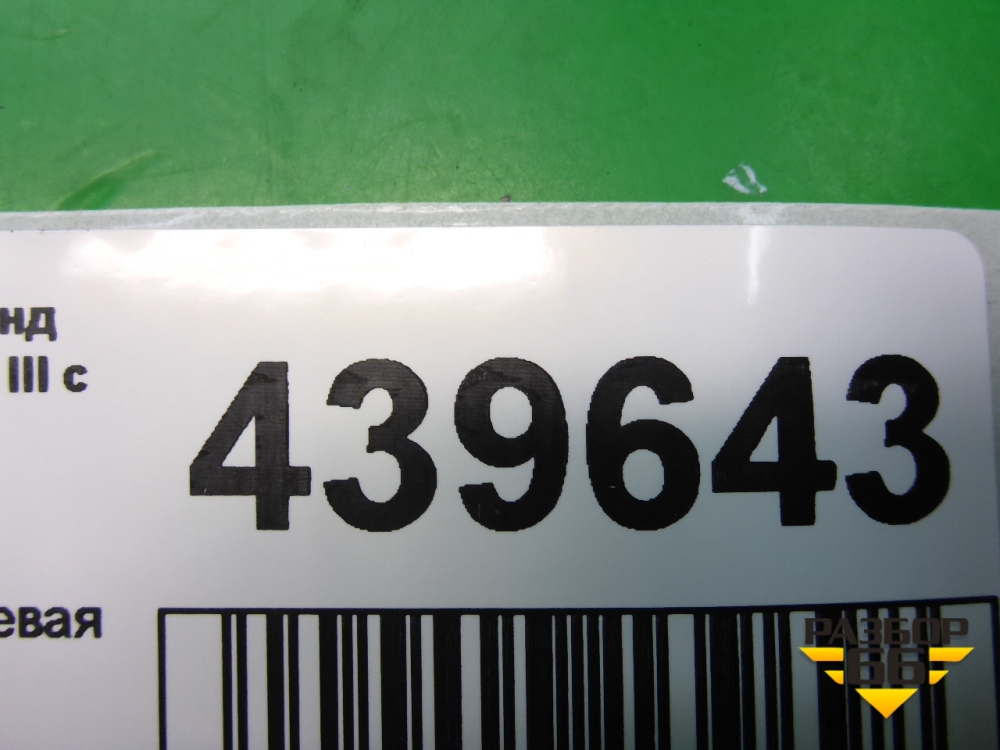 нд
III с
439643
евая
РАЗБОР
66